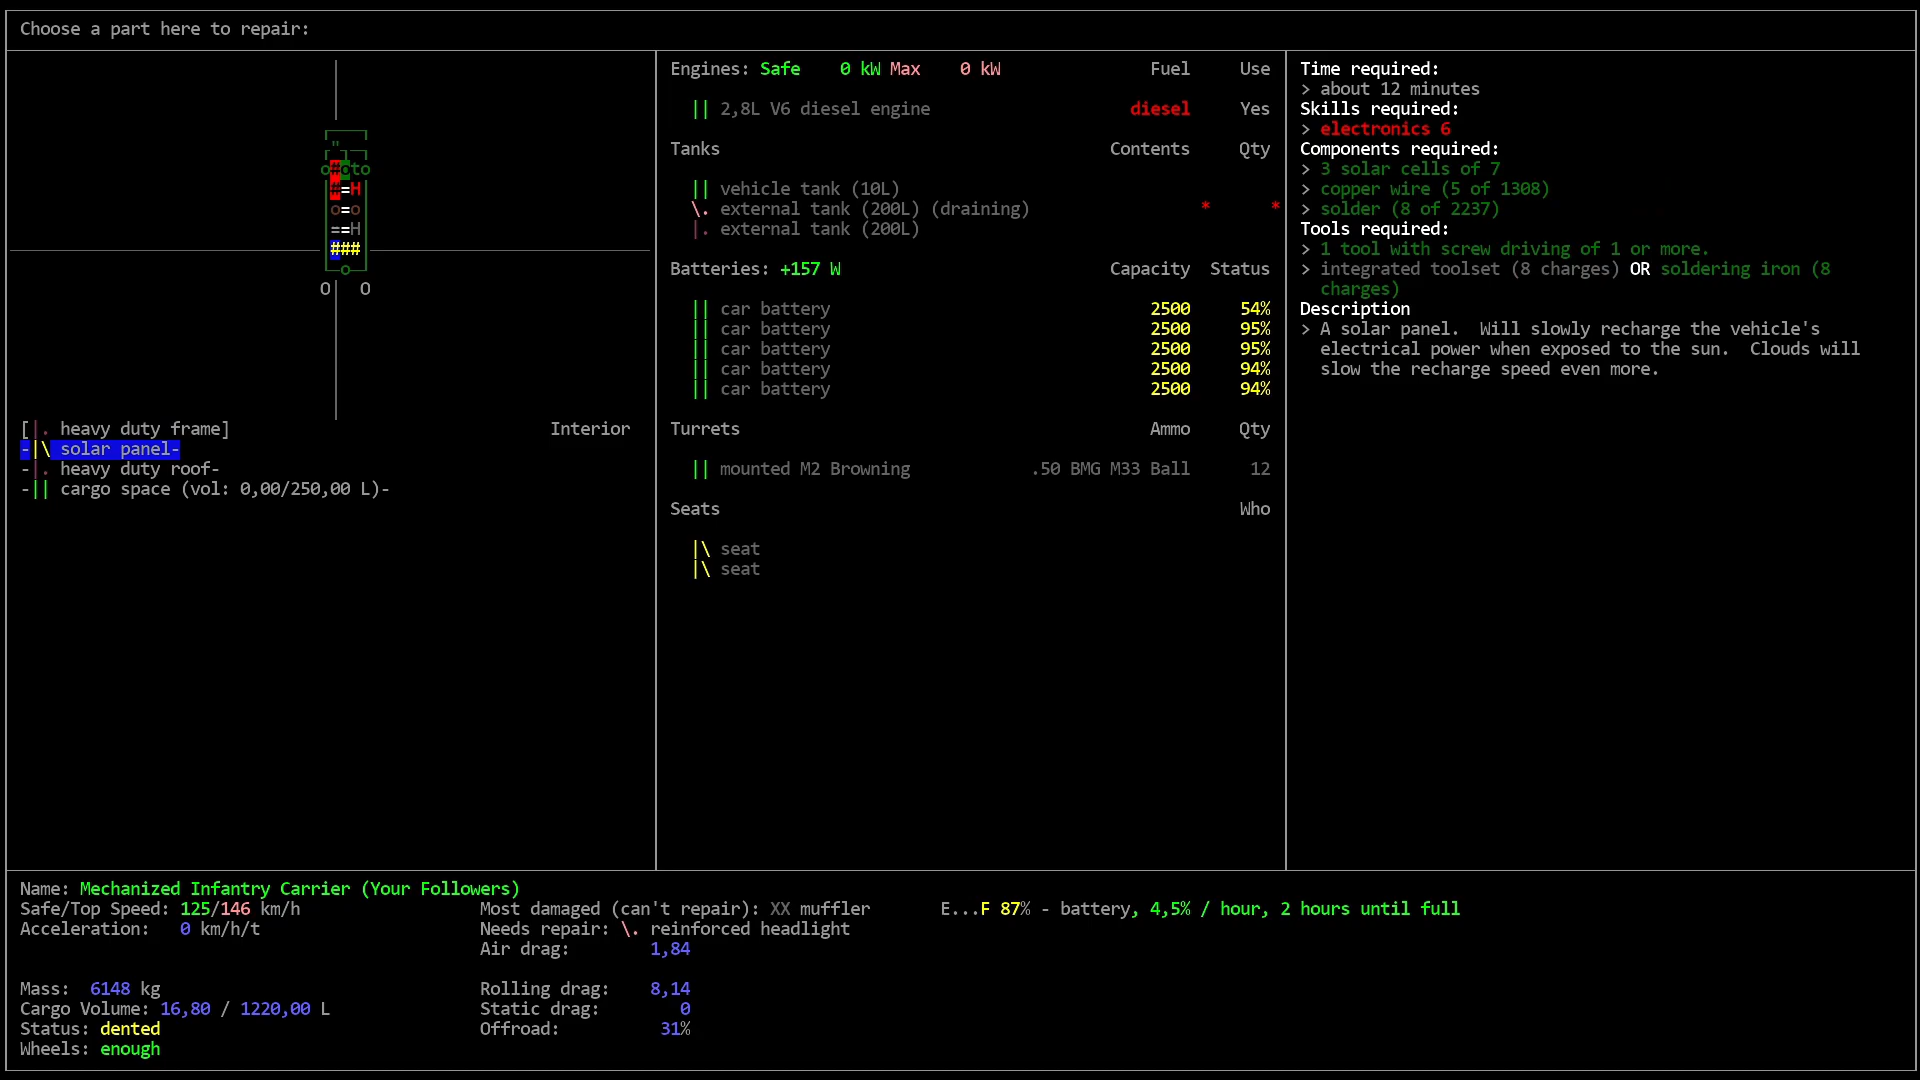 Choose a part here to repair:
Engines: Safe 0 kW Max 0 kW Fuel Use
|| 2,8L V6 diesel engine diesel Yes
Tanks Contents Qty
|| vehicle tank (10L)
\. external tank (200L) (draining) * *
|. external tank (200L)
Batteries: +157 W Capacity Status
|| car battery 2500 54%
|| car battery 2500 95%
|| car battery 2500 95%
|| car battery 2500 94%
|| car battery 2500 94%
Turrets Ammo Qty
|| mounted M2 Browning .50 BMG M33 Ball 12
Seats Who
|\ seat
|\ seat
Time required:
> about 12 minutes
Skills required:
> electronics 6
Components required:
> 3 solar cells of 7
> copper wire (5 of 1308)
> solder (8 of 2237)
Tools required:
> 1 tool with screw driving of 1 or more.
> integrated toolset (8 charges) OR soldering iron (8
charges)
Description
> A solar panel. Will slowly recharge the vehicle's
electrical power when exposed to the sun. Clouds will
slow the recharge speed even more.
[|. heavy duty frame] Interior
-|\ solar panel-
-|. heavy duty roof-
-|| cargo space (vol: 0,00/250,00 L)-
Name: Mechanized Infantry Carrier (Your Followers)
Safe/Top Speed: 125/146 km/h
Acceleration: 0 km/h/t
Mass: 6148 kg
Cargo Volume: 16,80 / 1220,00 L
Status: dented
Wheels: enough
Most damaged (can't repair): XX muffler
Needs repair: \. reinforced headlight
Air drag: 1,84
Rolling drag: 8,14
Static drag: 0
Offroad: 31%
E...F 87% - battery, 4,5% / hour, 2 hours until full